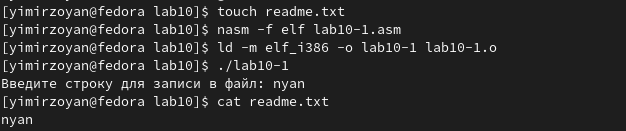 [yimirzoyan@fedora lab10]$ touch readme.txt
[yimirzoyan@fedora lab10]$ nasm -f elf lab10-1.asm
[yimirzoyan@fedora lab10]$ ld -m elf_i386 -o lab10-1 lab10-1.o
[yimirzoyan@fedora lab10]$ ./lab10-1
Введите строку для записи в файл: nyan
[yimirzoyan@fedora lab10]$ cat readme.txt
nyan